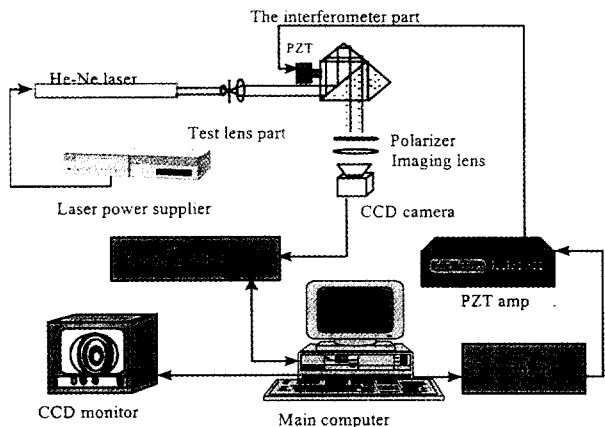 The interferometer part
PZT
He-Ne laser
Test lens part
Polarizer
Imaging lens
Laser power supplier
CCD camera
PZT amp
CCD monitor
Main computer